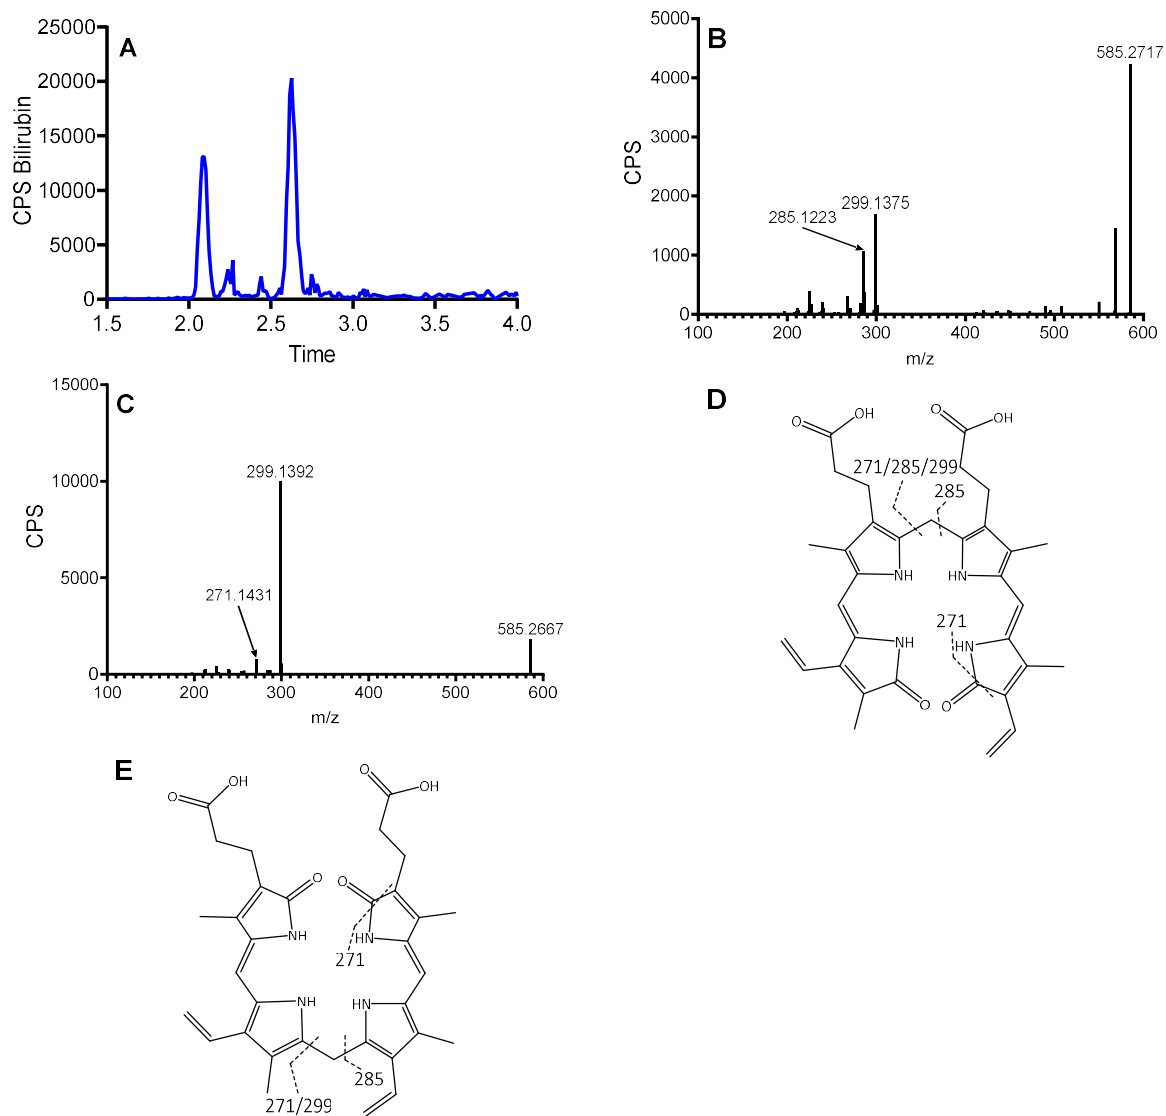 A
CPS Bilirubin
25000
20000
15000
10000
5000
0
1.5 2.0 2.5 3.0 3.5 4.0
Time
B
CPS
5000
4000
3000
2000
1000
0
585.2717
299.1375
285.1223
100 200 300 400 500 600
m/z
C
CPS
15000
10000
5000
0
299.1392
271.1431
585.2667
100 200 300 400 500 600
m/z
D
O OH O OH
271/285/299
285
NH HN
271
NH HN
O O
E
O OH O OH
O O
NH HN
271
NH HN
285
271/299